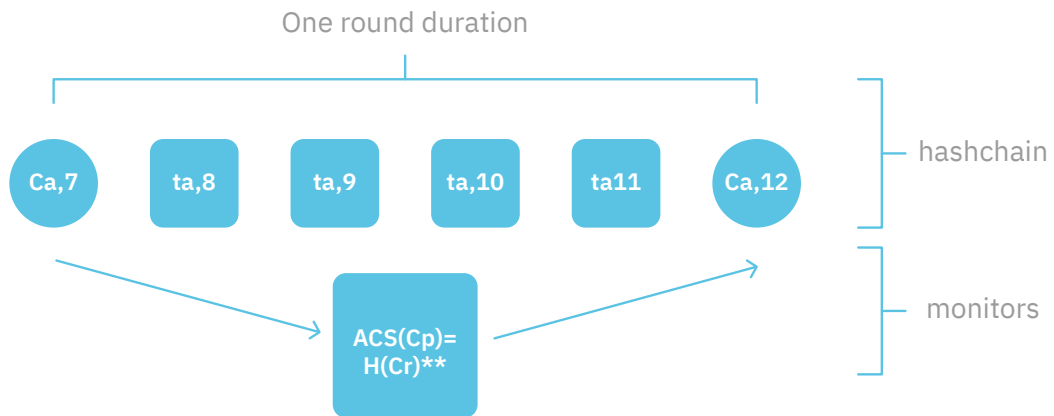 One round duration
Ca,7
ta,8
ta,9
ta,10
ta11
Ca,12
hashchain
ACS(Cp)=
H(Cr)**
monitors